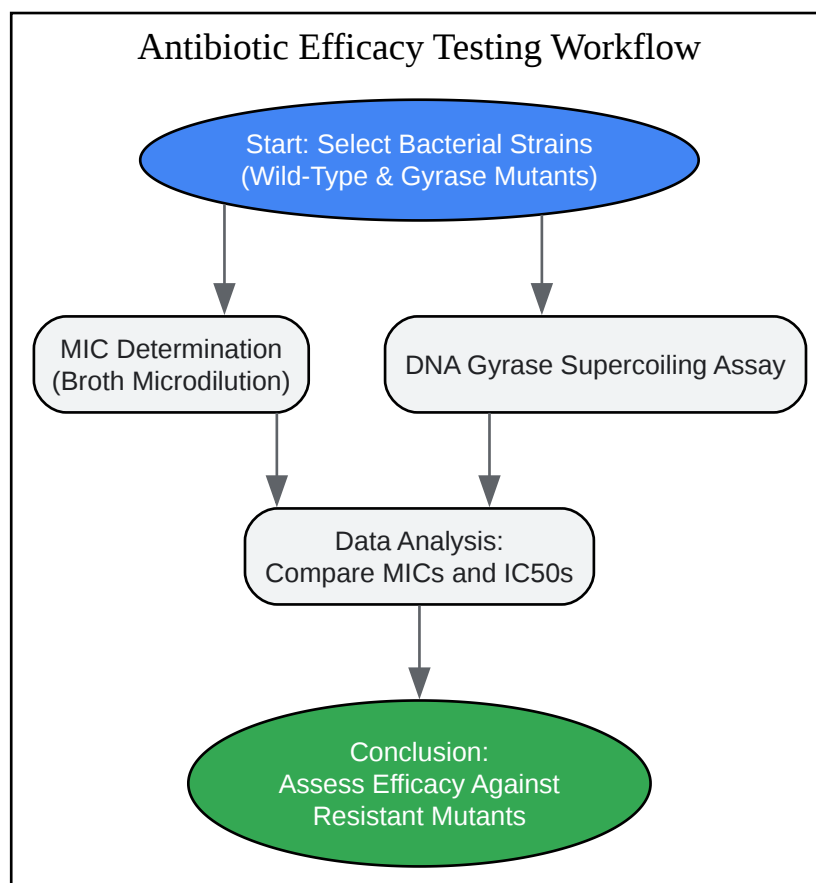 Antibiotic Efficacy Testing Workflow
Start: Select Bacterial Strains
(Wild-Type & Gyrase Mutants)
MIC Determination
(Broth Microdilution)
DNA Gyrase Supercoiling Assay
Data Analysis:
Compare MICs and IC50s
Conclusion:
Assess Efficacy Against
Resistant Mutants